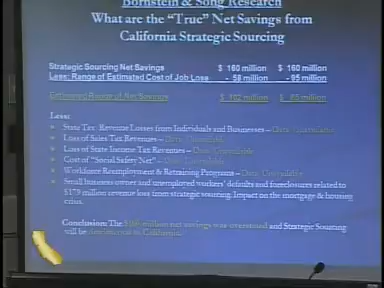 Bornstein & Song Research
What are the "True" Net Savings from
California Strategic Sourcing
Strategic Sourcing Net Savings $ 160 million $ 160 million
Less: Range of Estimated Cost of Job Loss - 58 million - 95 million
Estimated Range of Net Savings $ 102 million $ 65 million
Less:
State Tax Revenue Losses from Individuals and Businesses – Data Unavailable
Loss of Sales Tax Revenues – Data Unavailable
Loss of State Income Tax Revenues – Data Unavailable
Cost of "Social Safety Net" – Data Unavailable
Workforce Reemployment & Retraining Programs – Data Unavailable
Small business owner and unemployed workers' defaults and foreclosures related to
$179 million revenue loss from strategic sourcing: Impact on the mortgage & housing
crisis.
Conclusion: The $160 million net savings was overstated and Strategic Sourcing
will be detrimental to California.